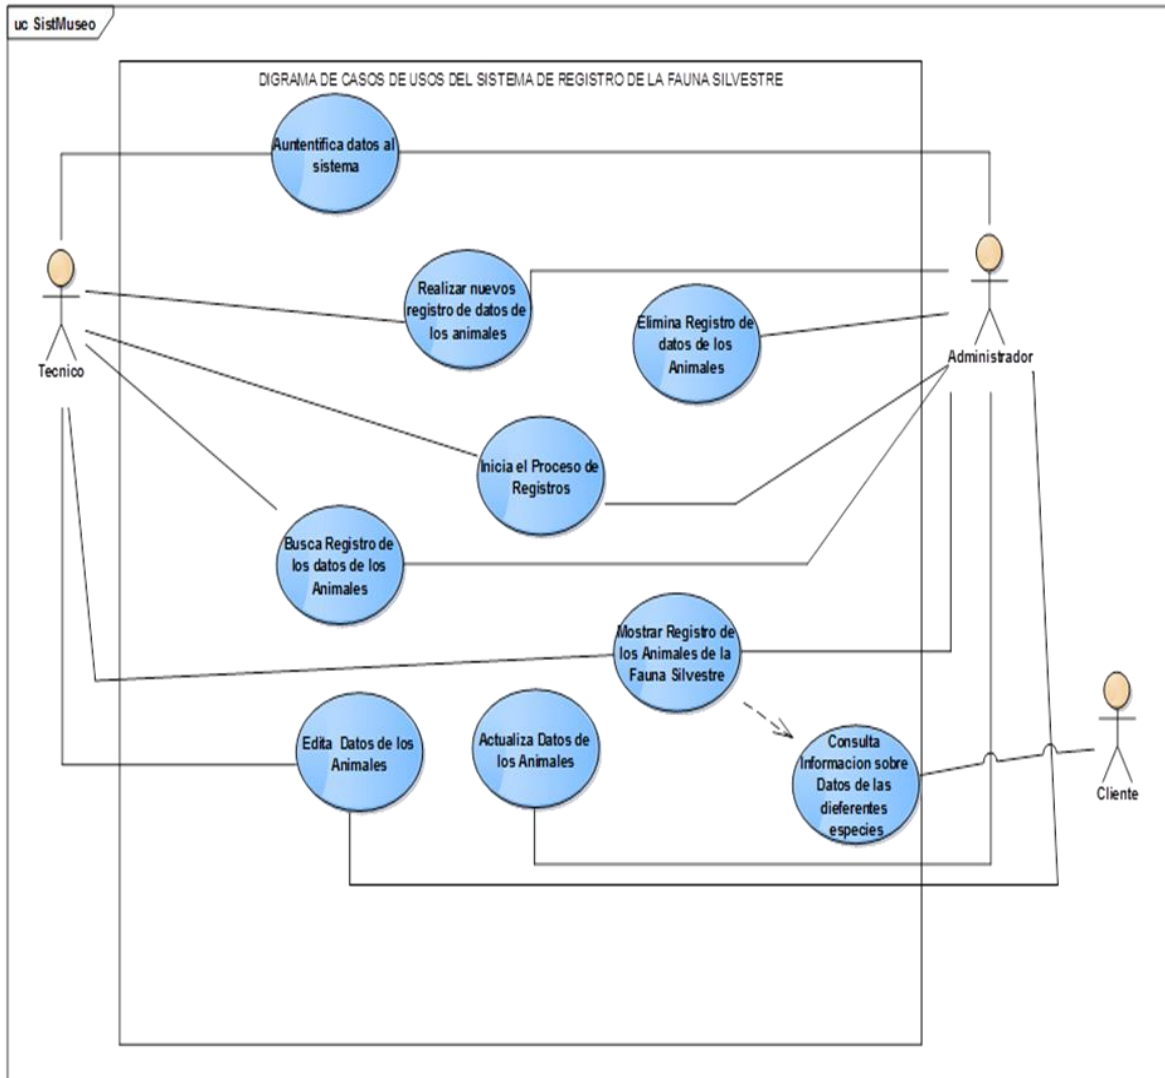 uc SistMuseo
DIGRAMA DE CASOS DE USOS DEL SISTEMA DE REGISTRO DE LA FAUNA SILVESTRE
Auntentifica datos al
sistema
Realizar nuevos
registro de datos de
los animales
Elimina Registro de
datos de los
Animales
Tecnico
Administrador
Inicia el Proceso de
Registros
Busca Registro de
los datos de los
Animales
Mostrar Registro de
los Animales de la
Fauna Silvestre
Edita Datos de los
Animales
Actualiza Datos de
los Animales
Consulta
Informacion sobre
Datos de las
dieferentes
especies
Cliente